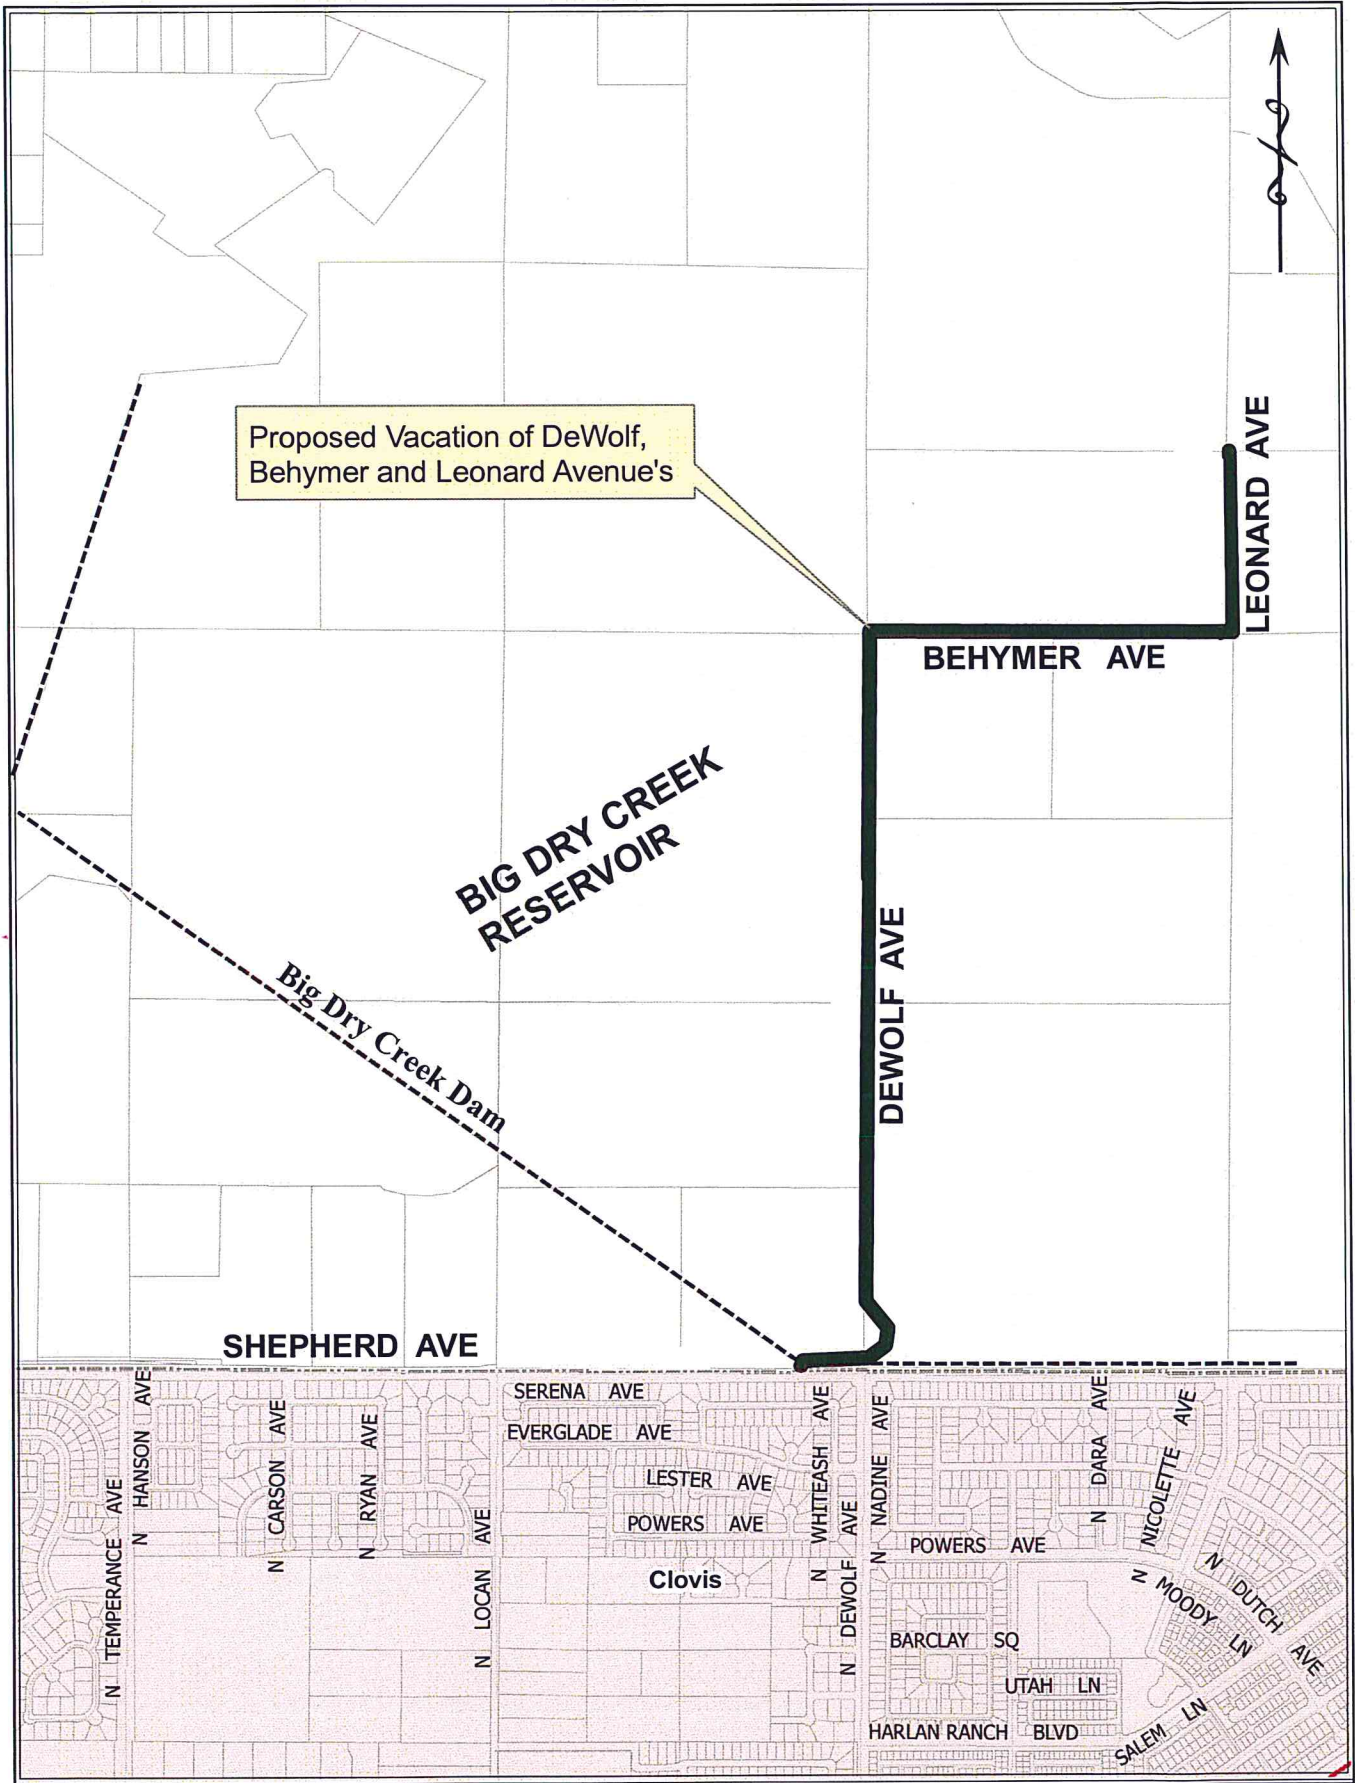 Proposed Vacation of DeWolf,
Behymer and Leonard Avenue's
LEONARD AVE
BEHYMER AVE
BIG DRY CREEK
RESERVOIR
DEWOLF AVE
Big Dry Creek Dam
SHEPHERD AVE
SERENA AVE
EVERGLADE AVE
LESTER AVE
POWERS AVE
Clovis
N TEMPERANCE AVE
N HANSON AVE
N CARSON AVE
N RYAN AVE
N LOCAN AVE
N WHITEASH AVE
N DEWOLF AVE
N NADINE AVE
N DARA AVE
N NICOLETTE AVE
POWERS AVE
N DUTCH AVE
MOODY LN
BARCLAY SQ
UTAH LN
HARLAN RANCH BLVD
SALEM LN